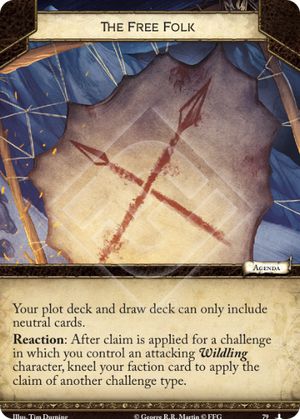 THE FREE FOLK
AGENDA
Your plot deck and draw deck can only include
neutral cards.
Reaction: After claim is applied for a challenge
in which you control an attacking Wildling
character, kneel your faction card to apply the
claim of another challenge type.
Illus. Tim Durning © George R.R. Martin © FFG 79